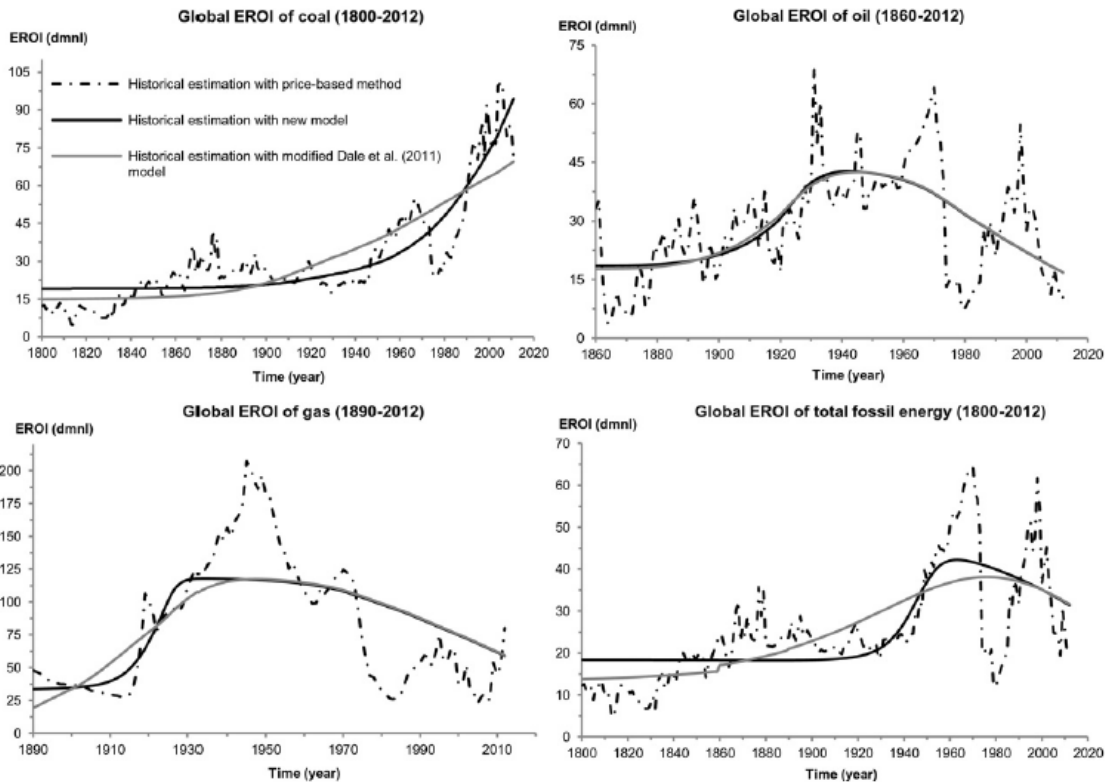 Global EROI of coal (1800-2012)
EROI (dmnl)
105
90
75
60
45
30
15
0
Historical estimation with price-based method
Historical estimation with new model
Historical estimation with modified Dale et al. (2011)
model
1800 1820 1840 1860 1880 1900 1920 1940 1960 1980 2000 2020
Time (year)
Global EROI of oil (1860-2012)
EROI (dmnl)
75
60
45
30
15
0
1860 1880 1900 1920 1940 1960 1980 2000 2020
Time (year)
Global EROI of gas (1890-2012)
EROI (dmnl)
200
175
150
125
100
75
50
25
0
1890 1910 1930 1950 1970 1990 2010
Time (year)
Global EROI of total fossil energy (1800-2012)
EROI (dmnl)
70
60
50
40
30
20
10
0
1800 1820 1840 1860 1880 1900 1920 1940 1960 1980 2000 2020
Time (year)